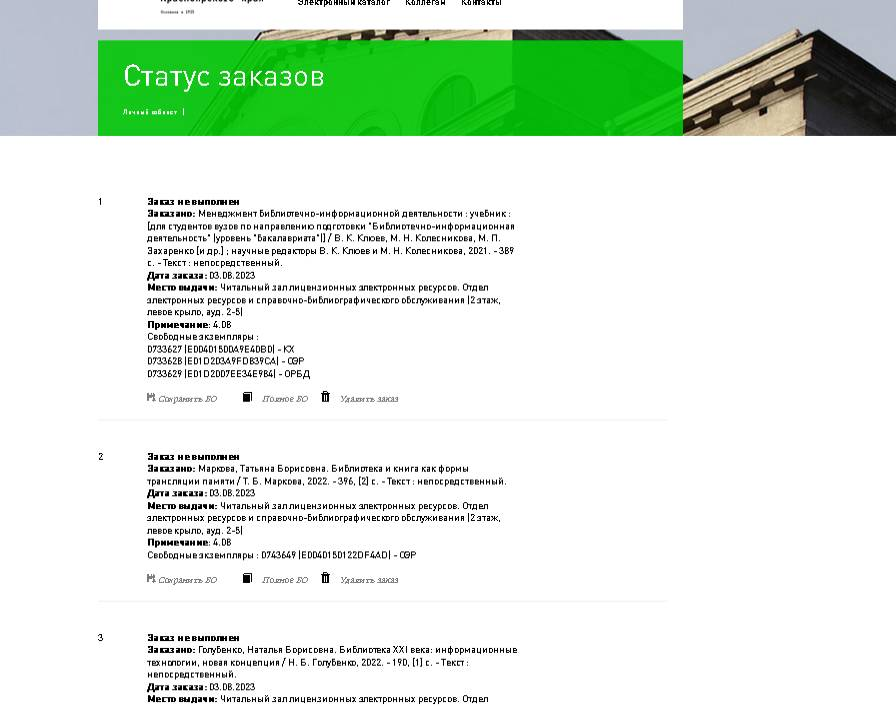 Красноярского края
Электронный каталог Коллегам Контакты
Статус заказов
Личный кабинет |
1
Заказ не выполнен
Заказано: Менеджмент библиотечно-информационной деятельности : учебник :
[для студентов вузов по направлению подготовки "Библиотечно-информационная
деятельность" (уровень "бакалавриата")] / В. К. Клюев, М. Н. Колесникова, М. П.
Захаренко [и др.] ; научные редакторы В. К. Клюев и М. Н. Колесникова, 2021. - 389
с. - Текст : непосредственный.
Дата заказа: 03.08.2023
Место выдачи: Читальный зал лицензионных электронных ресурсов. Отдел
электронных ресурсов и справочно-библиографического обслуживания (2 этаж,
левое крыло, ауд. 2-5)
Примечание: 4.08
Свободные экземпляры :
0733627 (E00401500A9E40B0) - КХ
0733628 (E01D203A9FDB39CA) - ОЭР
0733629 (E01D2007EE34E9B4) - ОРБД
Сохранить БО Полное БО Удалить заказ
2
Заказ не выполнен
Заказано: Маркова, Татьяна Борисовна. Библиотека и книга как формы
трансляции памяти / Т. Б. Маркова, 2022. - 396, [2] с. - Текст : непосредственный.
Дата заказа: 03.08.2023
Место выдачи: Читальный зал лицензионных электронных ресурсов. Отдел
электронных ресурсов и справочно-библиографического обслуживания (2 этаж,
левое крыло, ауд. 2-5)
Примечание: 4.08
Свободные экземпляры : 0743649 (E0040150122DF4AD) - ОЭР
Сохранить БО Полное БО Удалить заказ
3
Заказ не выполнен
Заказано: Голубенко, Наталья Борисовна. Библиотека XXI века: информационные
технологии, новая концепция / Н. Б. Голубенко, 2022. - 190, [1] с. - Текст :
непосредственный.
Дата заказа: 03.08.2023
Место выдачи: Читальный зал лицензионных электронных ресурсов. Отдел